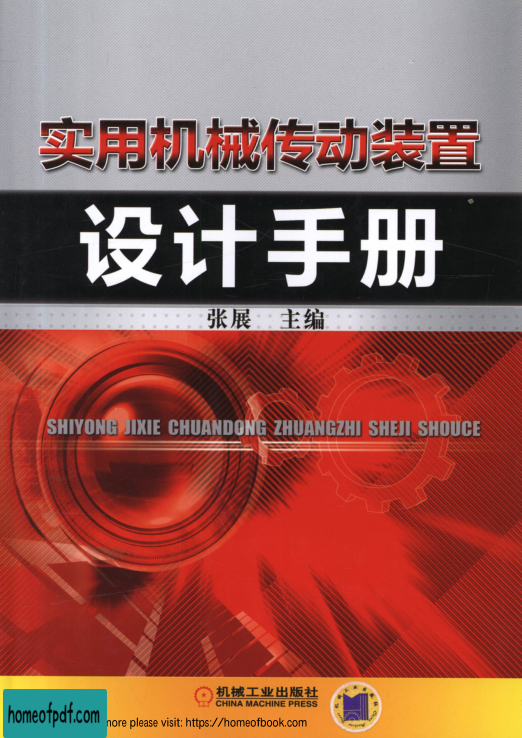 实用机械传动装置
设计手册
张展 主编
SHIYONG JIXIE CHUANDONG ZHUANGZHI SHEJI SHOUCE
机械工业出版社
CHINA MACHINE PRESS
homeofpdf.com
more please visit: https://homeofbook.com